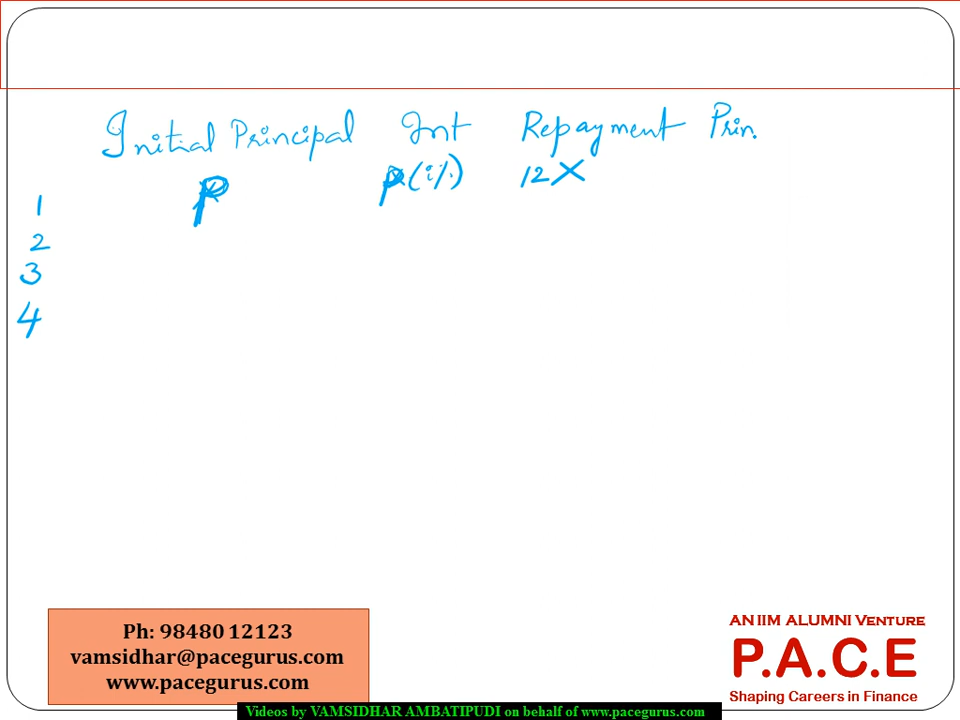 Initial Principal Int Repayment Prin.
1 P P(i%) 12X
2
3
4
Ph: 98480 12123
vamsidhar@pacegurus.com
www.pacegurus.com
AN IIM ALUMNI VENTURE
P.A.C.E
Shaping Careers in Finance
Videos by VAMSIDHAR AMBATIPUDI on behalf of www.pacegurus.com